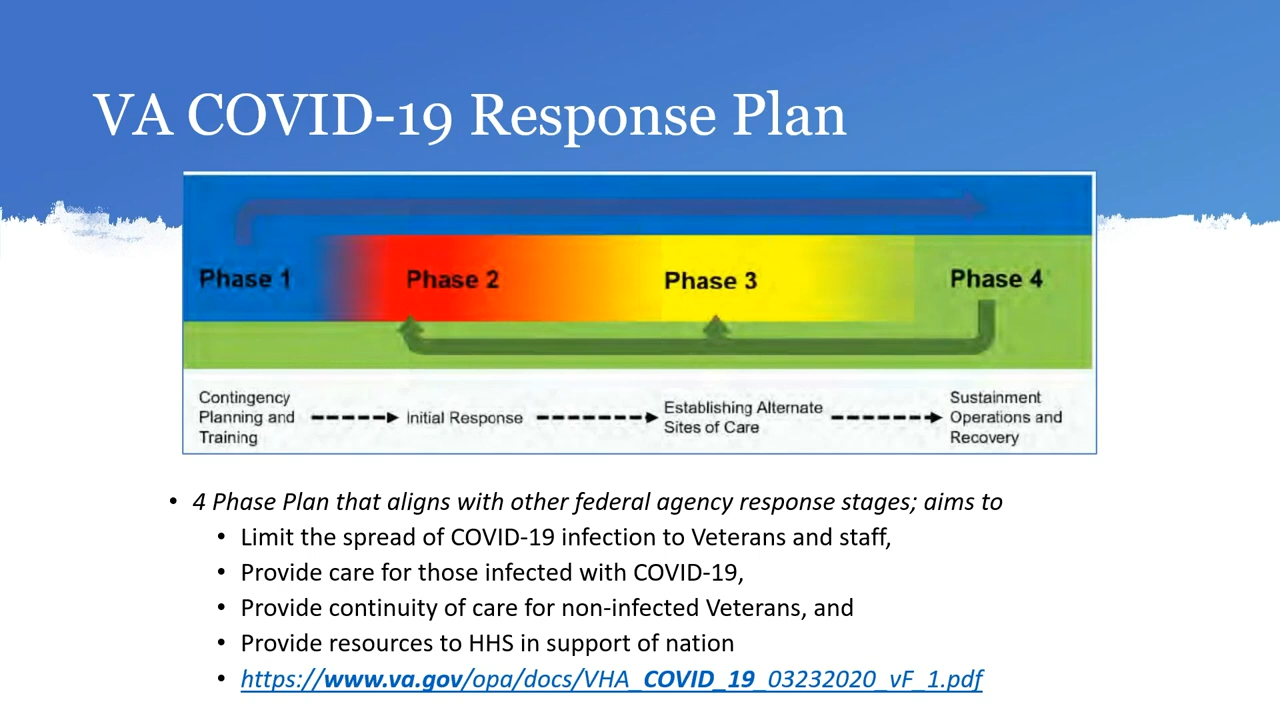 VA COVID-19 Response Plan
Phase 1
Phase 2
Phase 3
Phase 4
Contingency
Planning and
Training
Initial Response
Establishing Alternate
Sites of Care
Sustainment
Operations and
Recovery
• 4 Phase Plan that aligns with other federal agency response stages; aims to
• Limit the spread of COVID-19 infection to Veterans and staff,
• Provide care for those infected with COVID-19,
• Provide continuity of care for non-infected Veterans, and
• Provide resources to HHS in support of nation
• https://www.va.gov/opa/docs/VHA_COVID_19_03232020_vF_1.pdf